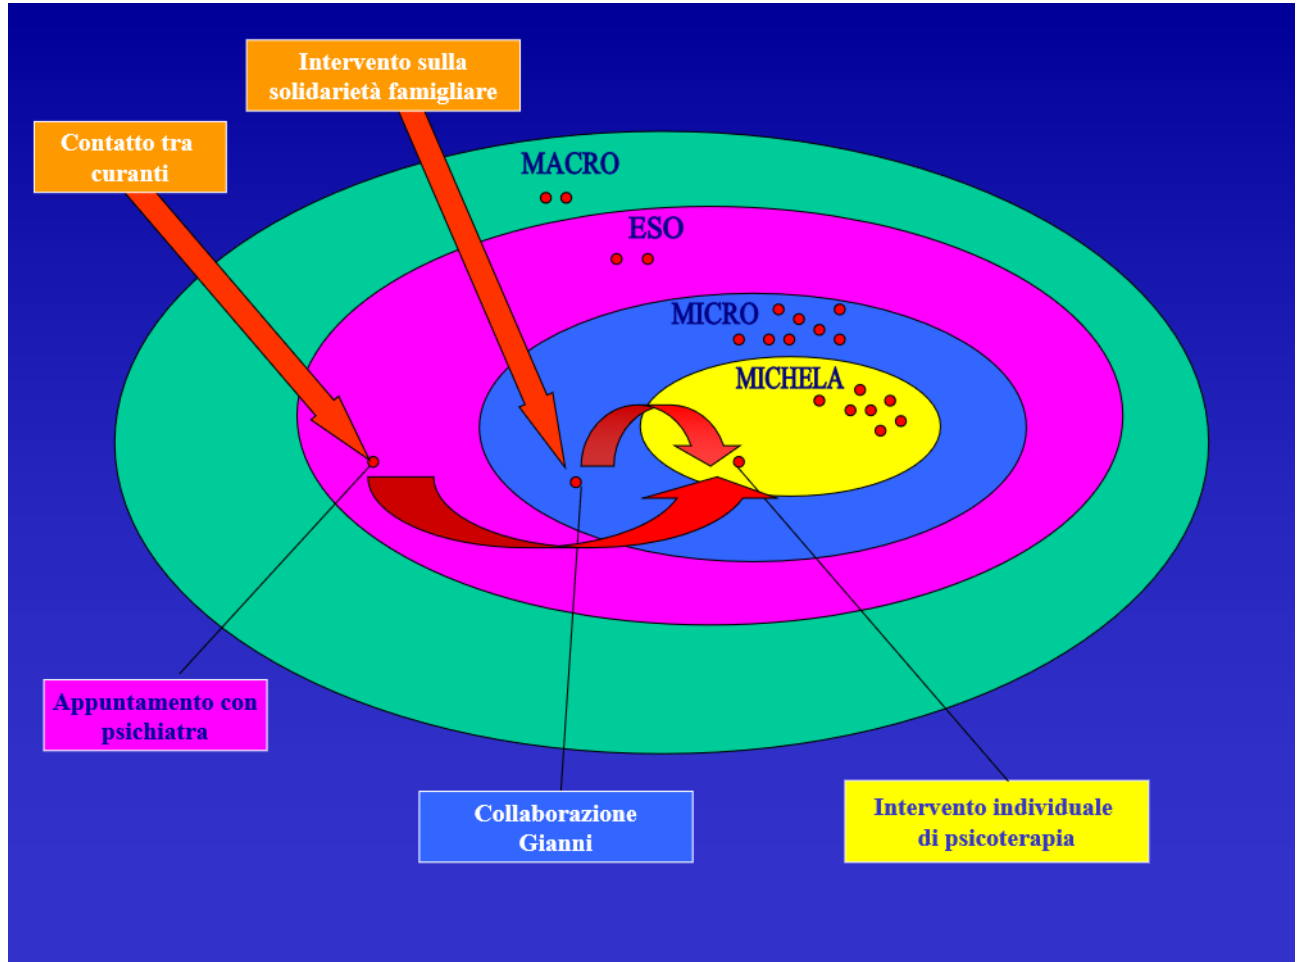 Intervento sulla
solidarietà famigliare
Contatto tra
curanti
MACRO
ESO
MICRO
MICHELA
Appuntamento con
psichiatra
Collaborazione
Gianni
Intervento individuale
di psicoterapia